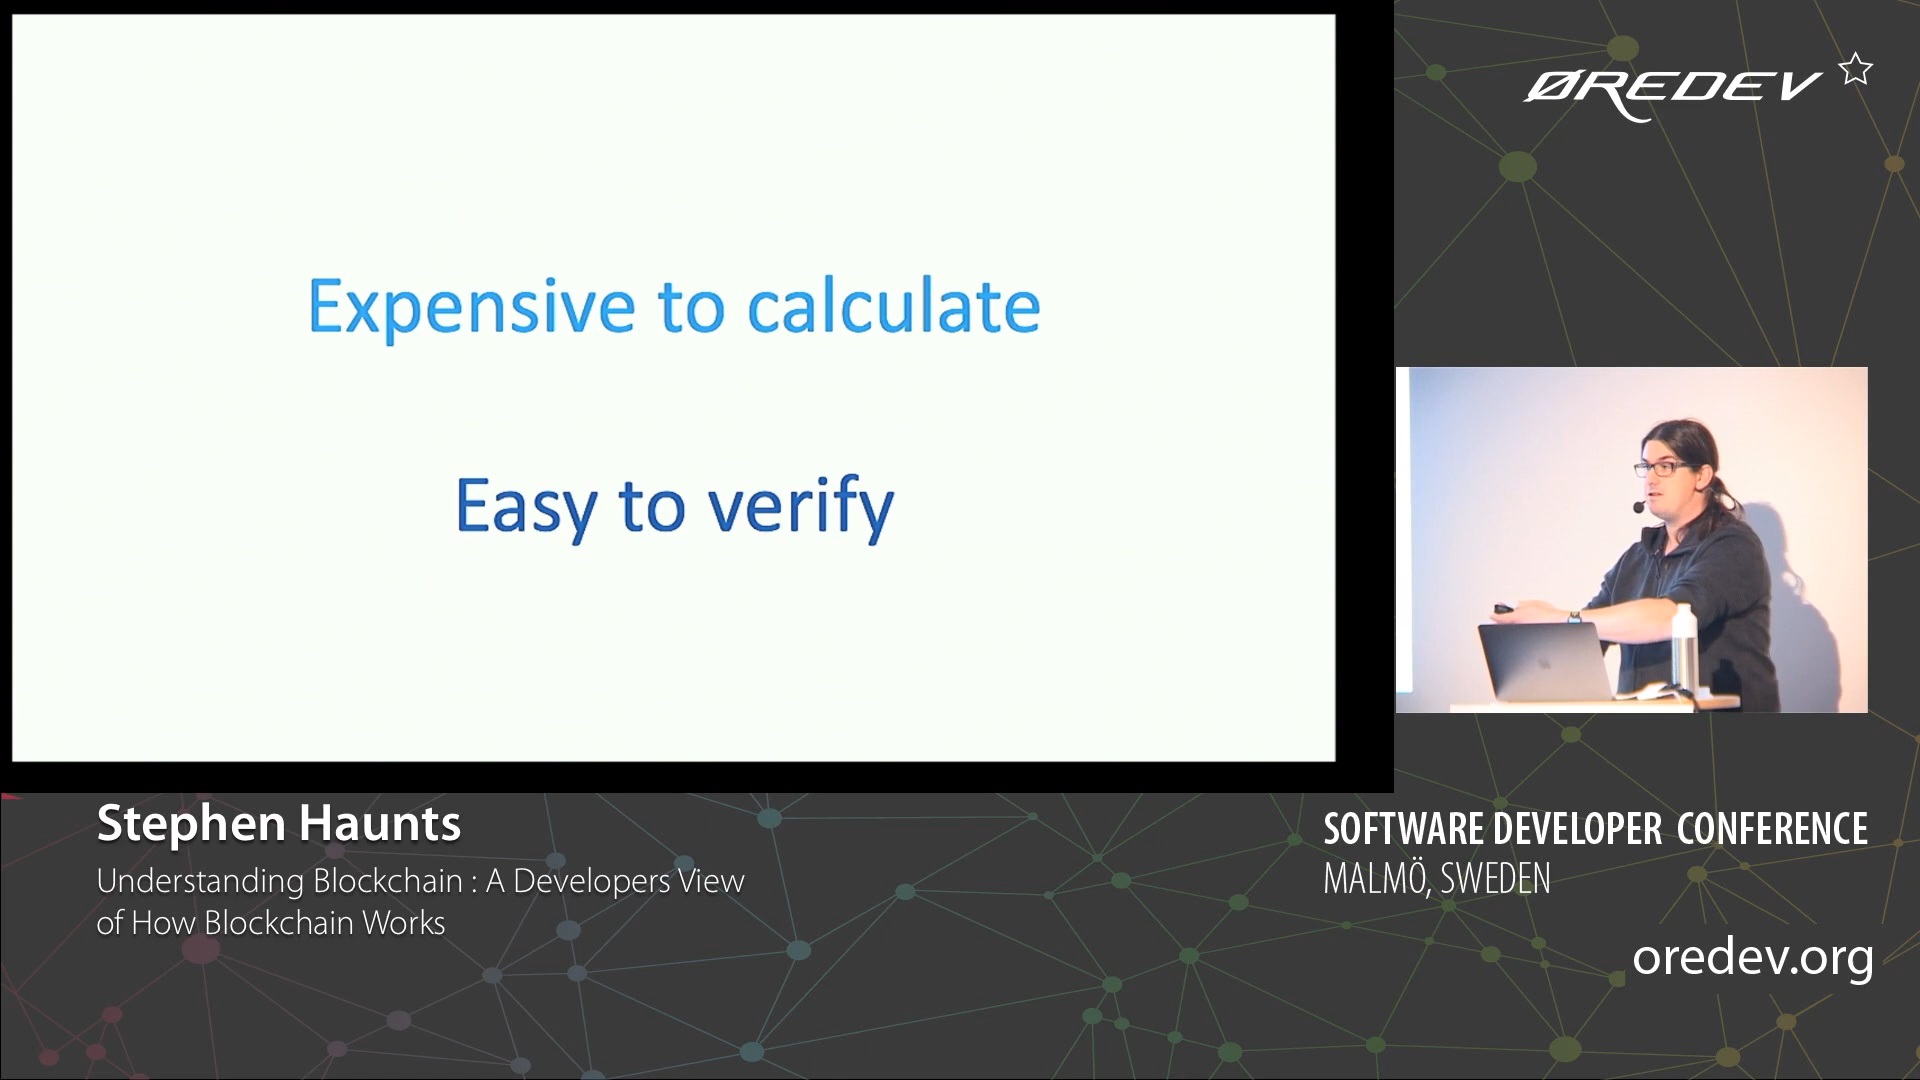 Expensive to calculate
Easy to verify
ØREDEV
Stephen Haunts
Understanding Blockchain : A Developers View
of How Blockchain Works
SOFTWARE DEVELOPER CONFERENCE
MALMÖ, SWEDEN
oredev.org